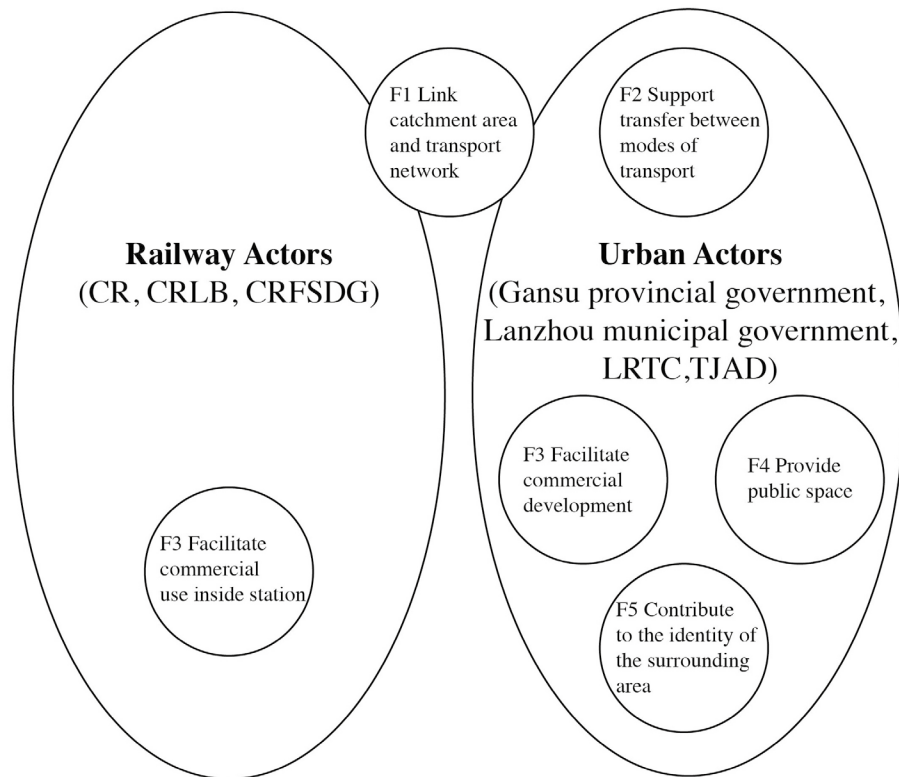 F1 Link
catchment area
and transport
network
F2 Support
transfer between
modes of
transport
Railway Actors
(CR, CRLB, CRFSDG)
Urban Actors
(Gansu provincial government,
Lanzhou municipal government,
LRTC,TJAD)
F3 Facilitate
commercial
development
F4 Provide
public space
F3 Facilitate
commercial
use inside station
F5 Contribute
to the identity of
the surrounding
area